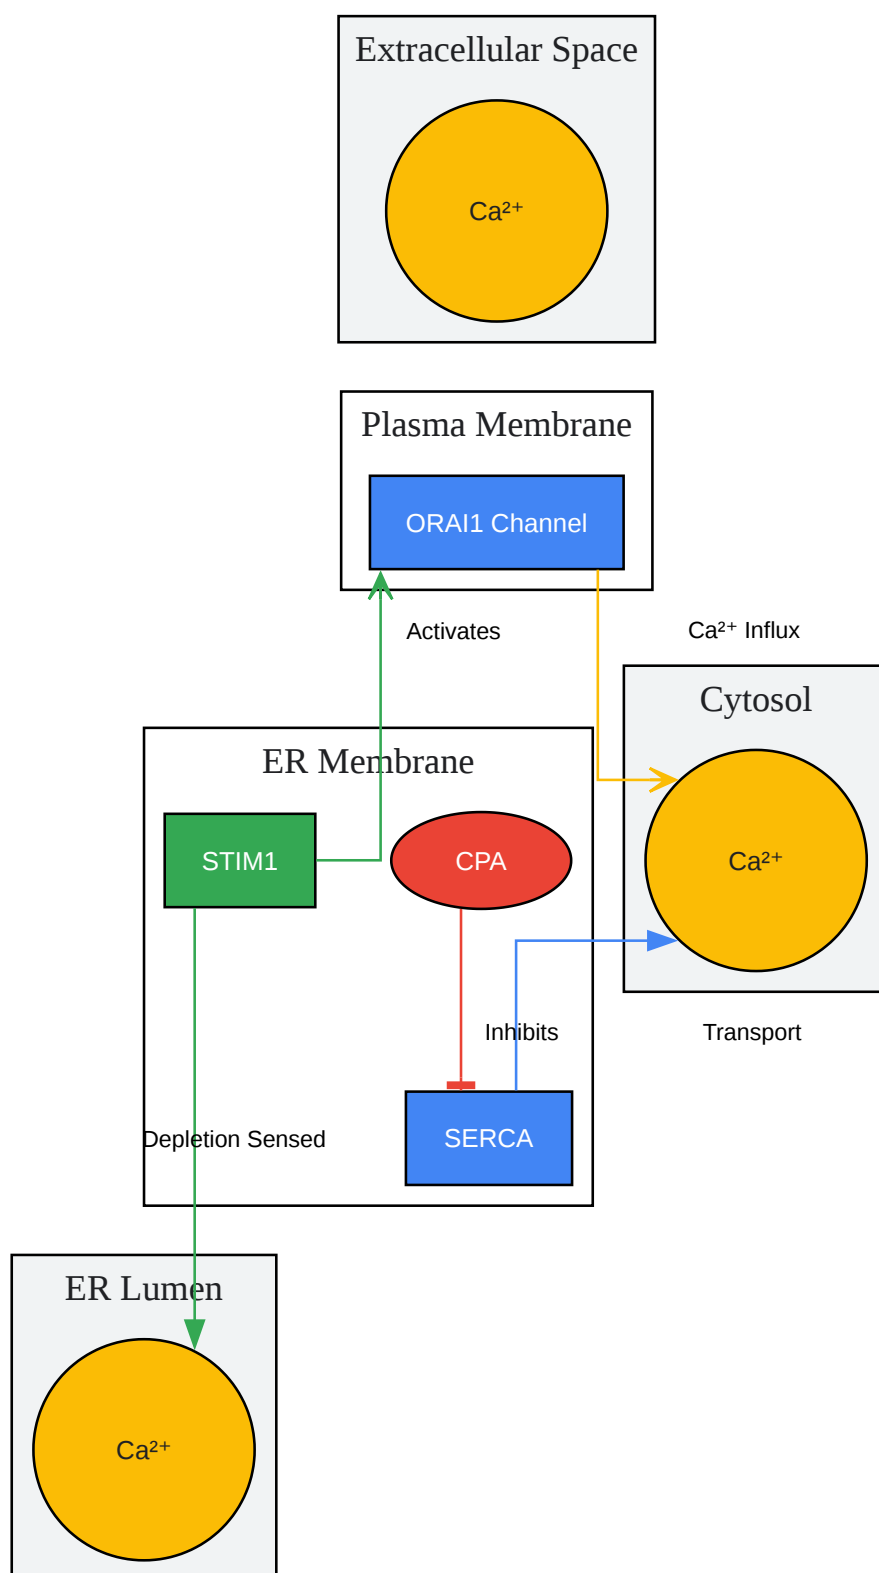 Extracellular Space
Ca²⁺
Plasma Membrane
ORAI1 Channel
Activates
Ca²⁺ Influx
Cytosol
ER Membrane
STIM1
CPA
Ca²⁺
Inhibits
Transport
Depletion Sensed
SERCA
ER Lumen
Ca²⁺